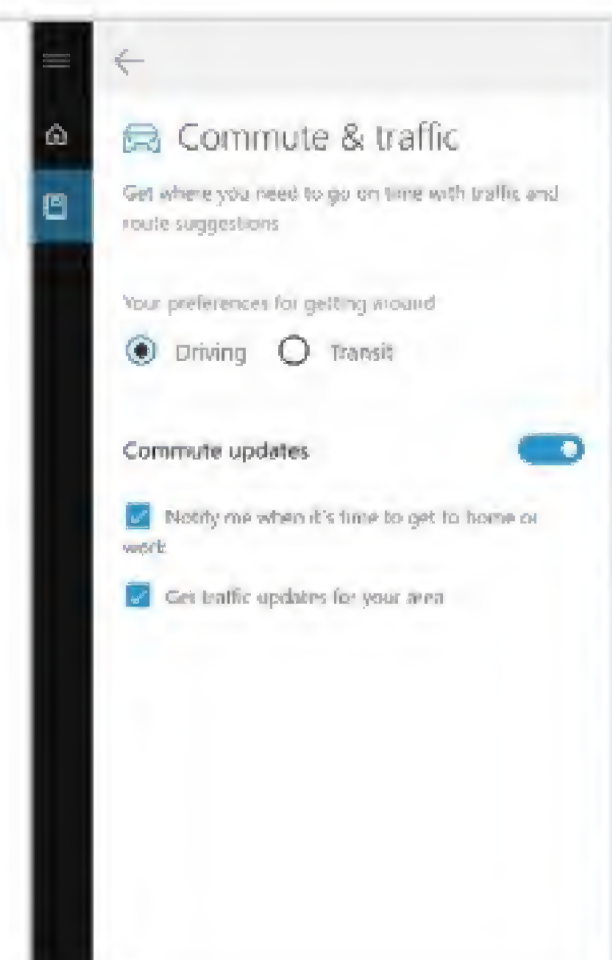 Commute & traffic
Get where you need to go on time with traffic and
route suggestions
Your preferences for getting around
Driving Transit
Commute updates
Notify me when it's time to get to home or
work
Get traffic updates for your area